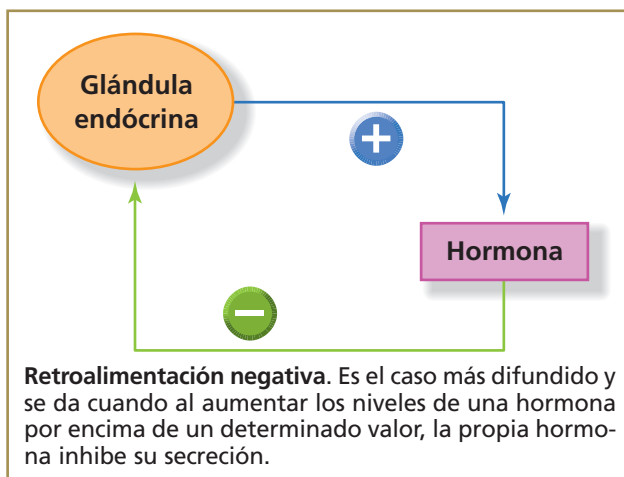 Glándula
endócrina
+
Hormona
−
Retroalimentación negativa. Es el caso más difundido y
se da cuando al aumentar los niveles de una hormona
por encima de un determinado valor, la propia hormo-
na inhibe su secreción.